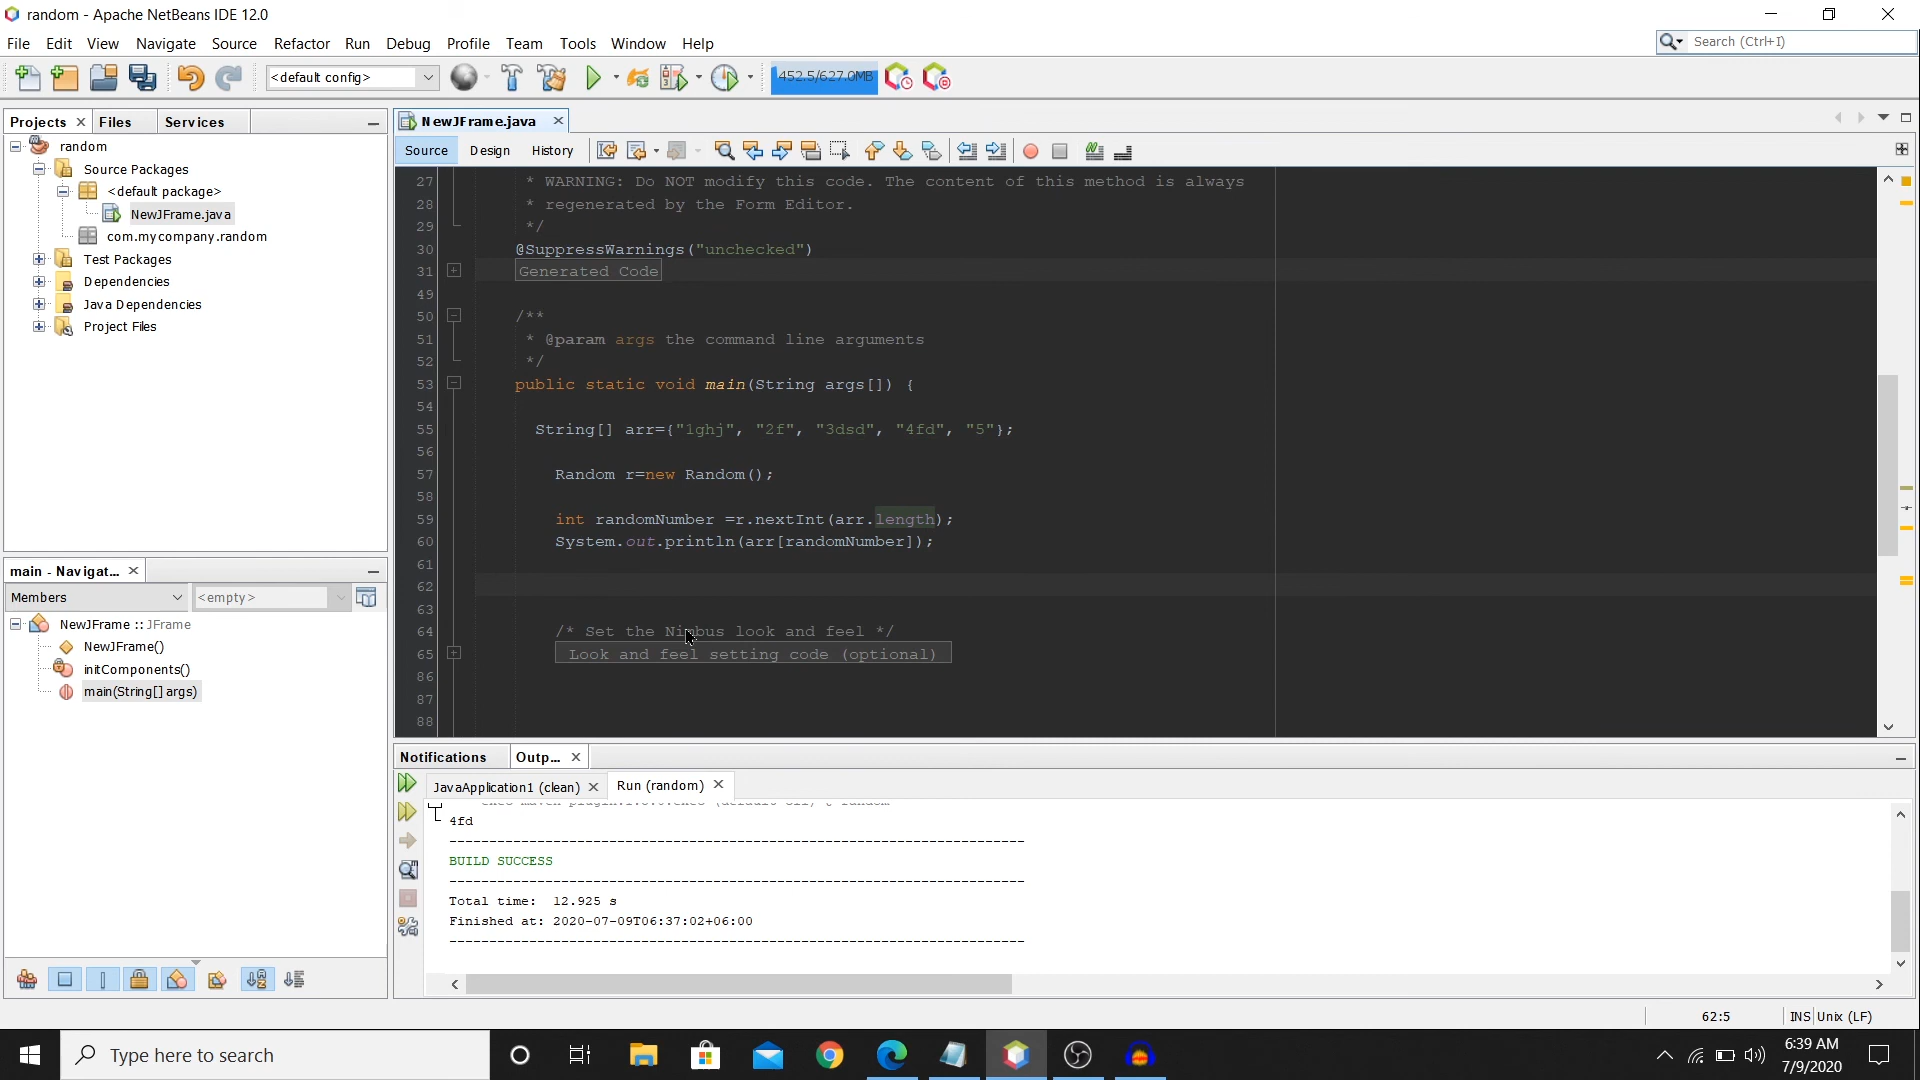 random - Apache NetBeans IDE 12.0
File Edit View Navigate Source Refactor Run Debug Profile Team Tools Window Help
Search (Ctrl+I)
<default config>
452.5/627.0MB
Projects
Files
Services
NewJFrame.java
Source Design History
random
Source Packages
<default package>
NewJFrame.java
com.mycompany.random
Test Packages
Dependencies
Java Dependencies
Project Files
27 * WARNING: Do NOT modify this code. The content of this method is always
28 * regenerated by the Form Editor.
29 */
30 @SuppressWarnings("unchecked")
31 Generated Code
49
50 /**
51 * @param args the command line arguments
52 */
53 public static void main(String args[]) {
54
55 String[] arr={"1ghj", "2f", "3dsd", "4fd", "5"};
56
57 Random r=new Random();
58
59 int randomNumber =r.nextInt(arr.length);
60 System.out.println(arr[randomNumber]);
61
62
63
64 /* Set the Nimbus look and feel */
65 Look and feel setting code (optional)
86
87
88
main - Navigat...
Members
<empty>
NewJFrame :: JFrame
NewJFrame()
initComponents()
main(String[] args)
Notifications
Outp...
JavaApplication1 (clean)
Run (random)
4fd
------------------------------------------------------------------------
BUILD SUCCESS
------------------------------------------------------------------------
Total time: 12.925 s
Finished at: 2020-07-09T06:37:02+06:00
------------------------------------------------------------------------
62:5
INS Unix (LF)
Type here to search
6:39 AM
7/9/2020